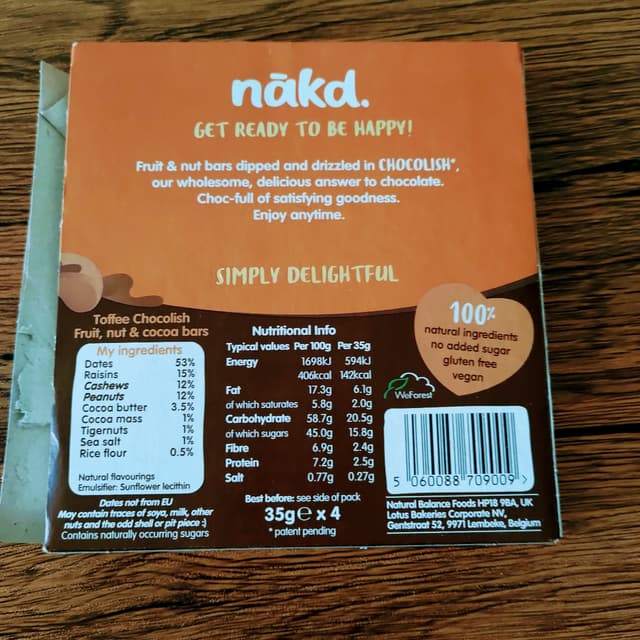 nākd.
GET READY TO BE HAPPY!
Fruit & nut bars dipped and drizzled in CHOCOLISH*,
our wholesome, delicious answer to chocolate.
Choc-full of satisfying goodness.
Enjoy anytime.
SIMPLY DELIGHTFUL
Toffee Chocolish
Fruit, nut & cocoa bars
My ingredients
Dates 53%
Raisins 15%
Cashews 12%
Peanuts 12%
Cocoa butter 3.5%
Cocoa mass 1%
Tigernuts 1%
Sea salt 1%
Rice flour 0.5%
Natural flavourings
Emulsifier: Sunflower lecithin
Dates not from EU
May contain traces of soya, milk, other
nuts and the odd shell or pit piece :)
Contains naturally occurring sugars
Nutritional Info
Typical values Per 100g Per 35g
Energy 1698kJ 594kJ
406kcal 142kcal
Fat 17.3g 6.1g
of which saturates 5.8g 2.0g
Carbohydrate 58.7g 20.5g
of which sugars 45.0g 15.8g
Fibre 6.9g 2.4g
Protein 7.2g 2.5g
Salt 0.77g 0.27g
Best before: see side of pack
35g℮ x 4
* patent pending
100%
natural ingredients
no added sugar
gluten free
vegan
WeForest
5 060088 709009 >
Natural Balance Foods HP18 9BA, UK
Lotus Bakeries Corporate NV,
Gentstraat 52, 9971 Lembeke, Belgium